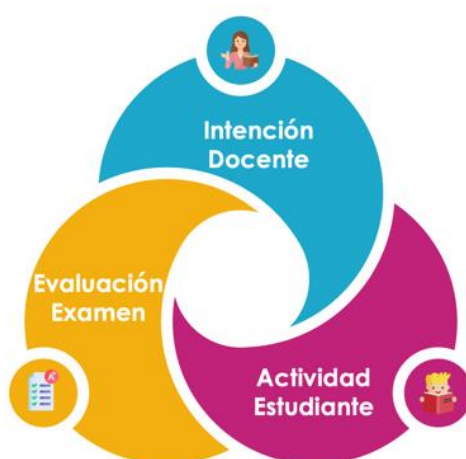 Intención
Docente
Evaluación
Examen
Actividad
Estudiante